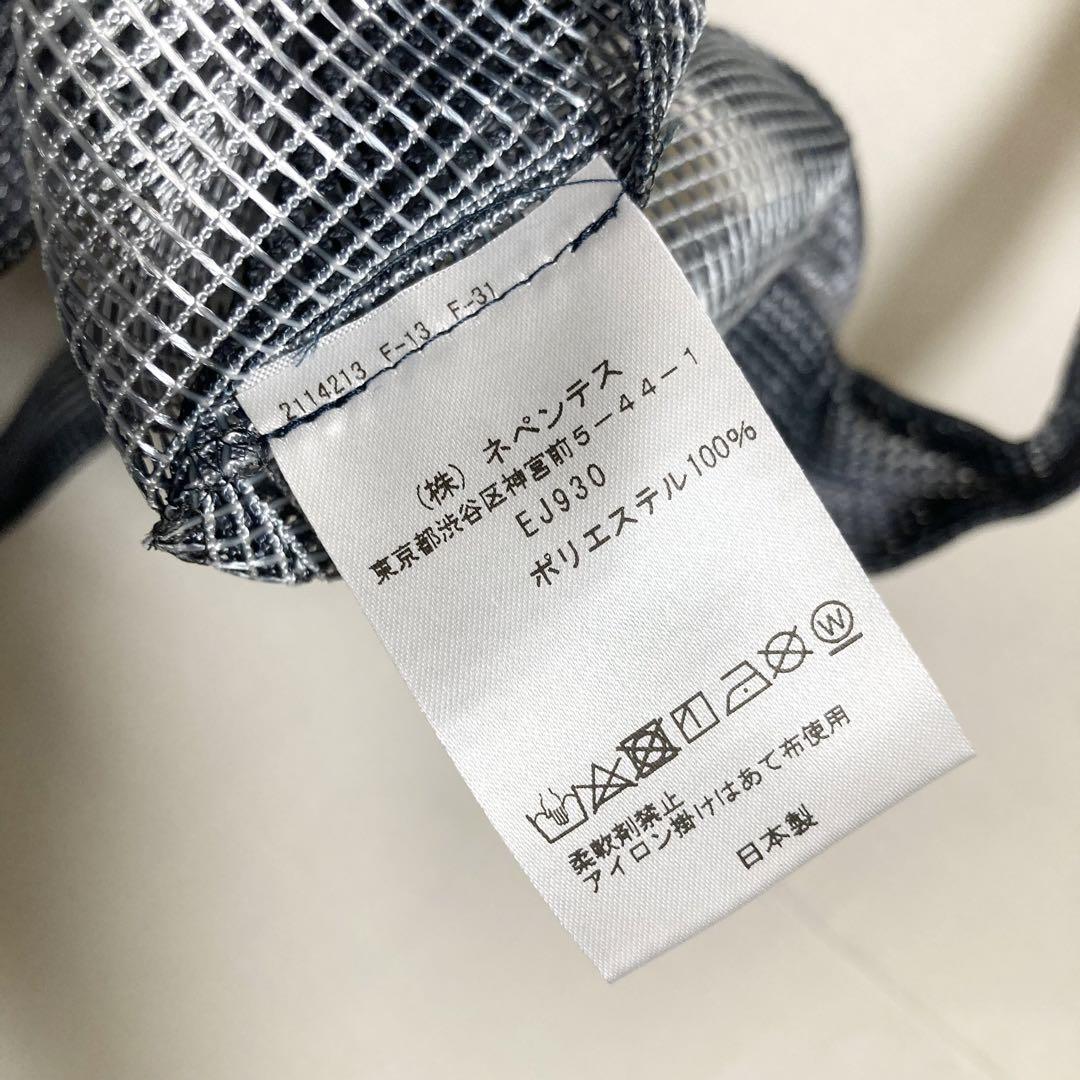 2114213 F-13 F-31
(株) ネペンテス
東京都渋谷区神宮前5-44-1
EJ930
ポリエステル100%
W
柔軟剤禁止
アイロン掛けはあて布使用
日本製